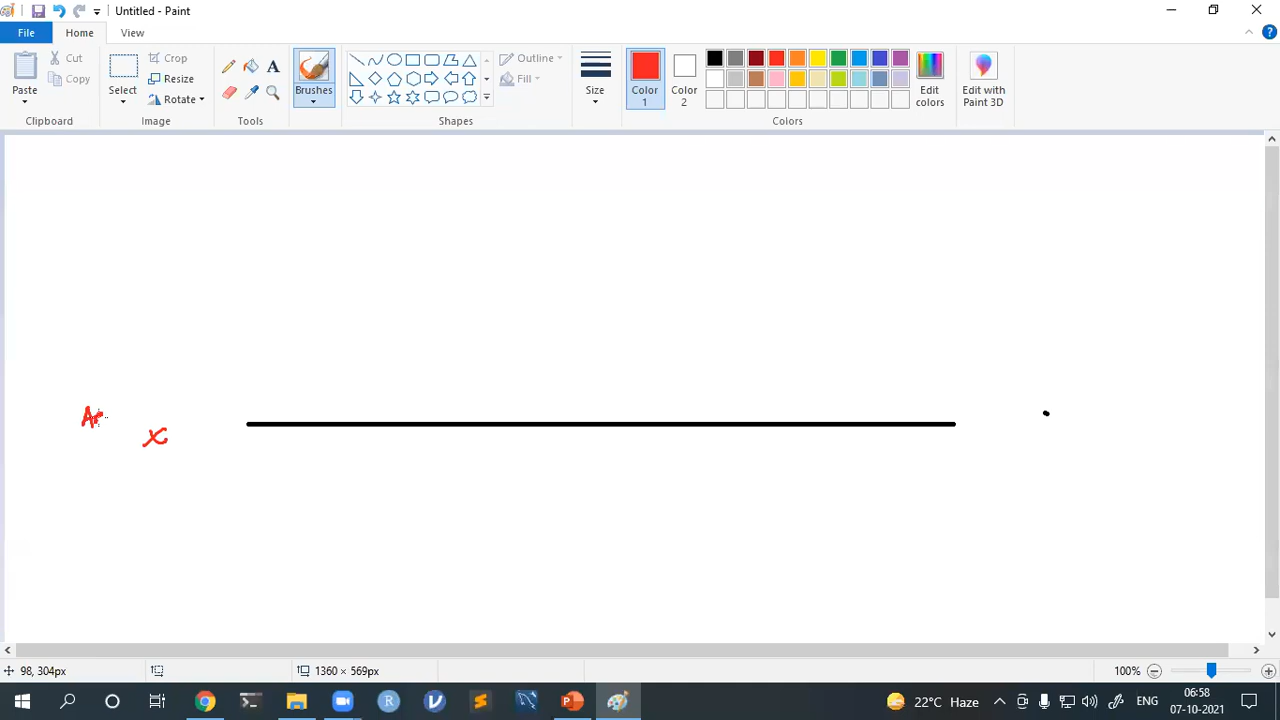 Untitled - Paint
File
Home
View
Paste
Cut
Copy
Clipboard
Select
Crop
Resize
Rotate
Image
A
Tools
Brushes
Outline
Fill
Shapes
Size
Color 1
Color 2
Edit colors
Colors
Edit with Paint 3D
Ar
x
98, 304px
1360 × 569px
100%
R
V
22°C Haze
ENG
06:58
07-10-2021